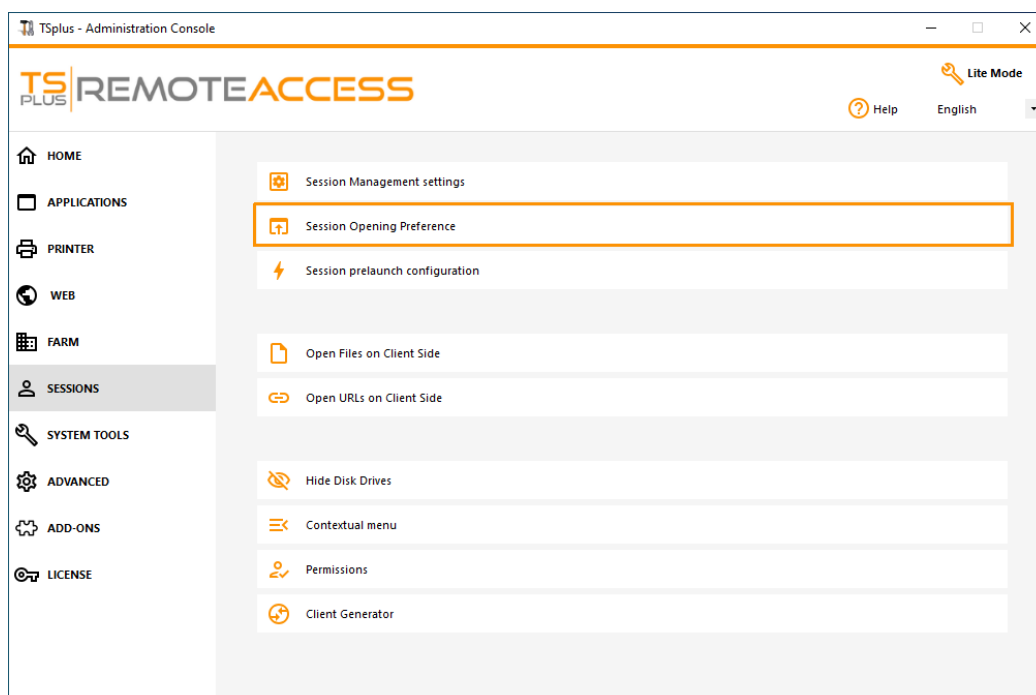 TSplus - Administration Console
TS PLUS REMOTEACCESS
Lite Mode
Help English
HOME
APPLICATIONS
PRINTER
WEB
FARM
SESSIONS
SYSTEM TOOLS
ADVANCED
ADD-ONS
LICENSE
Session Management settings
Session Opening Preference
Session prelaunch configuration
Open Files on Client Side
Open URLs on Client Side
Hide Disk Drives
Contextual menu
Permissions
Client Generator